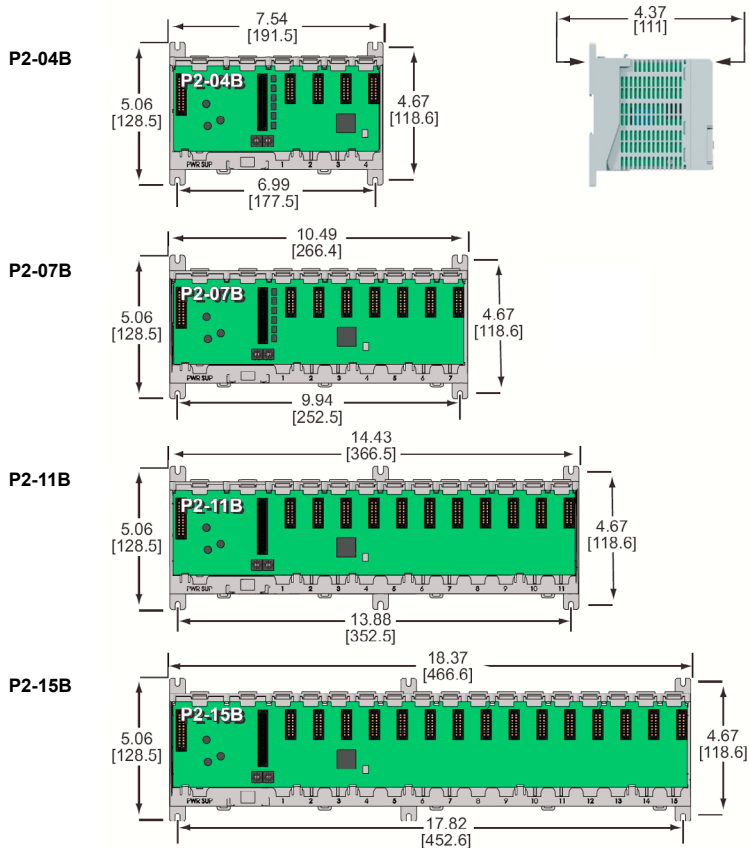 7.54
[191.5]
4.37
[111]
P2-04B
P2-04B
5.06
[128.5]
4.67
[118.6]
PWR SUP 1 2 3 4
6.99
[177.5]
10.49
[266.4]
P2-07B
P2-07B
5.06
[128.5]
4.67
[118.6]
PWR SUP 1 2 3 4 5 6 7
9.94
[252.5]
14.43
[366.5]
P2-11B
P2-11B
5.06
[128.5]
4.67
[118.6]
PWR SUP 1 2 3 4 5 6 7 8 9 10 11
13.88
[352.5]
18.37
[466.6]
P2-15B
P2-15B
5.06
[128.5]
4.67
[118.6]
PWR SUP 1 2 3 4 5 6 7 8 9 10 11 12 13 14 15
17.82
[452.6]